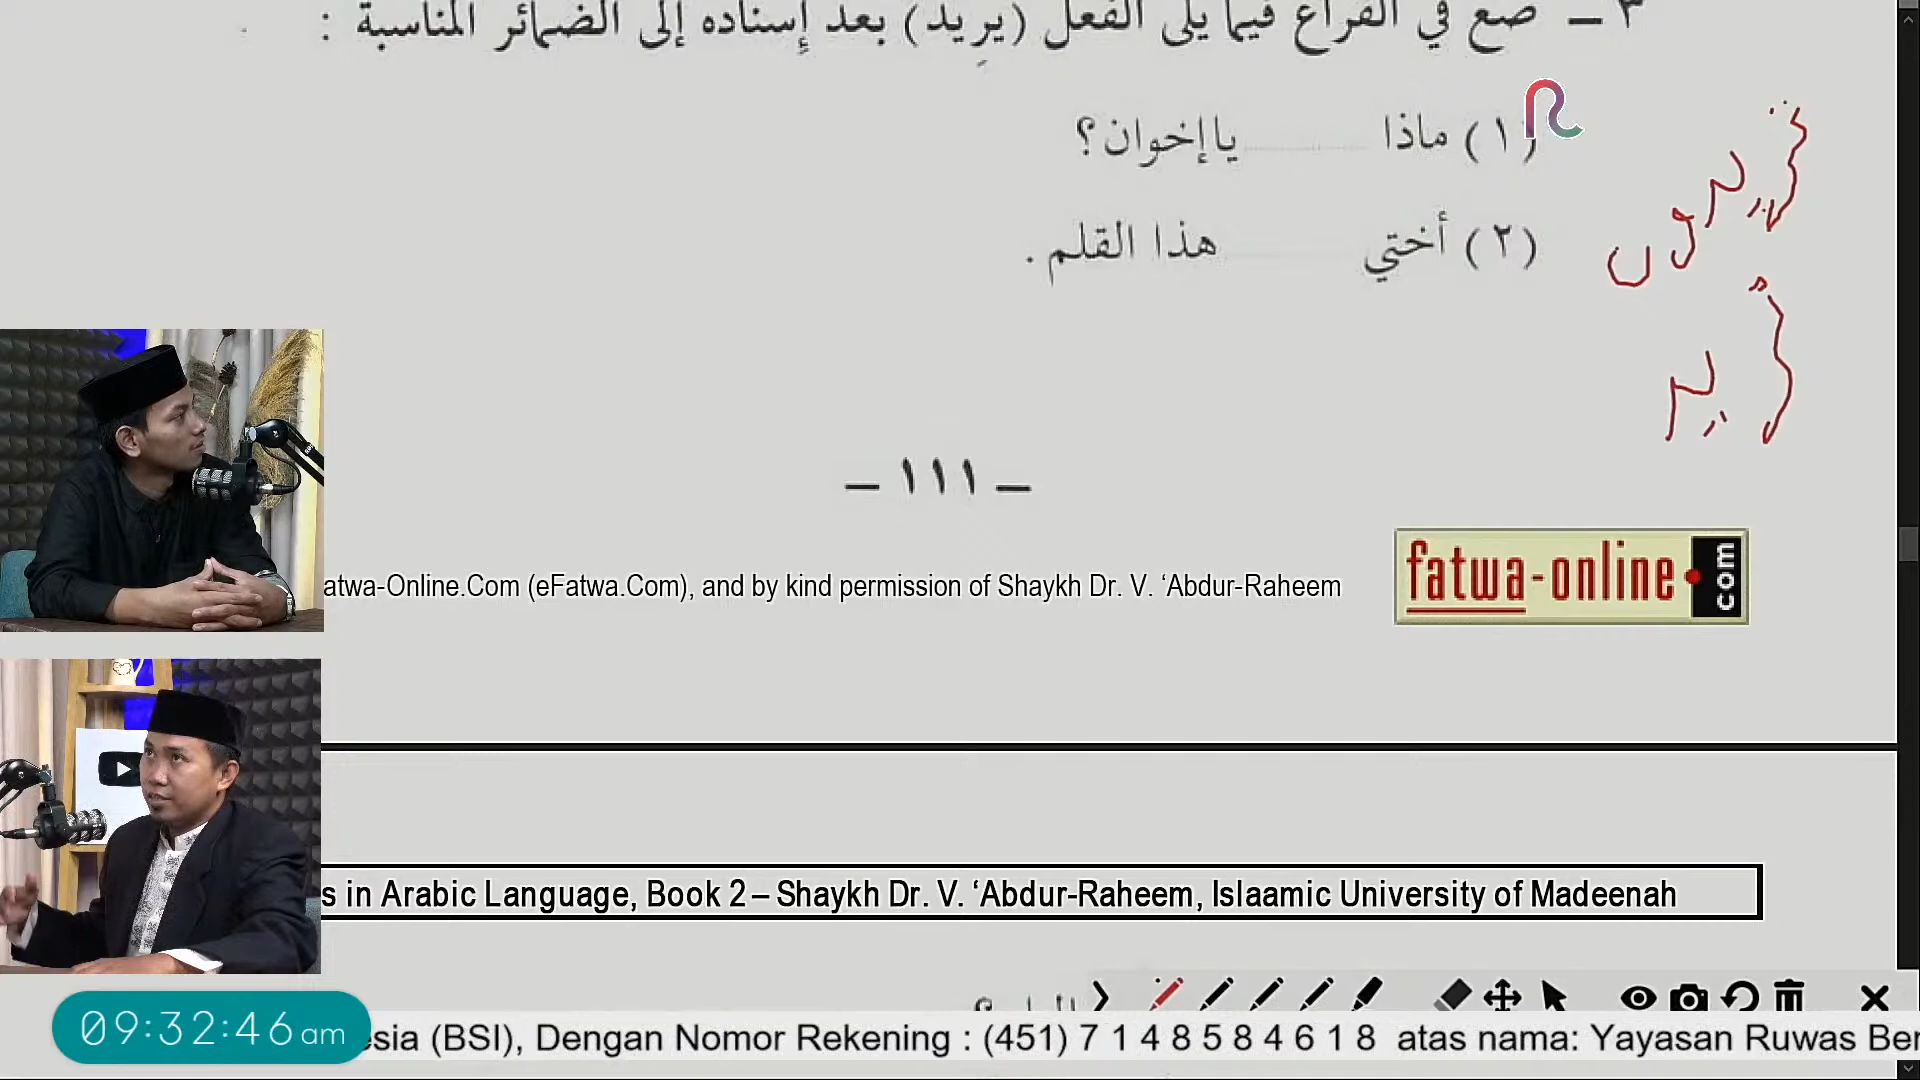 ٣ – ضع في الفراغ فيما يلي الفعل (يريد) بعد إسناده إلى الضمائر المناسبة :
(١) ماذا ........ يا إخوان؟
(٢) أختي ........ هذا القلم .
– ١١١ –
atwa-Online.Com (eFatwa.Com), and by kind permission of Shaykh Dr. V. ‘Abdur-Raheem
fatwa-online.com
s in Arabic Language, Book 2 – Shaykh Dr. V. ‘Abdur-Raheem, Islaamic University of Madeenah
09:32:46 am
esia (BSI), Dengan Nomor Rekening : (451) 7 1 4 8 5 8 4 6 1 8 atas nama: Yayasan Ruwas Ber